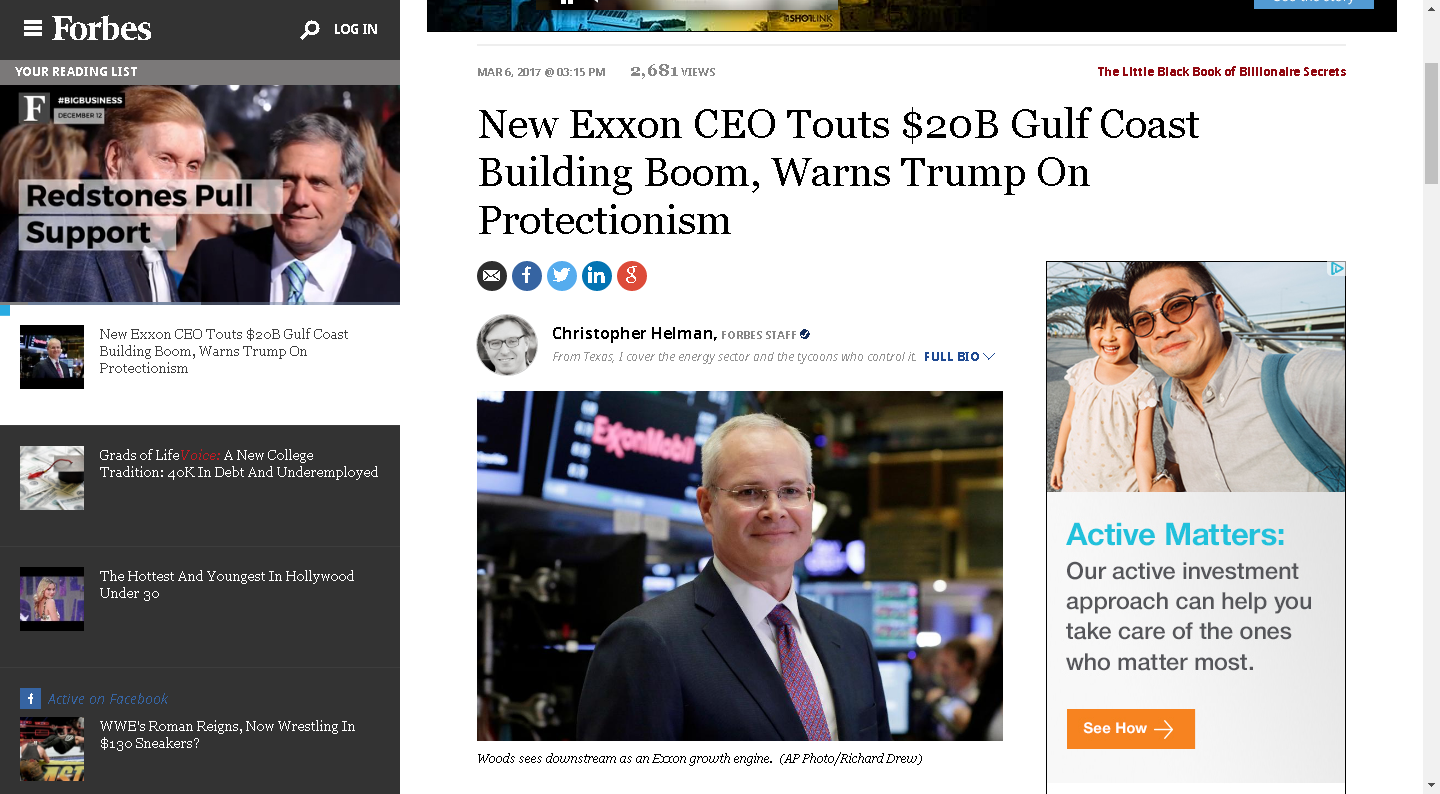 Forbes
LOG IN
YOUR READING LIST
F
#BIGBUSINESS
DECEMBER 12
Redstones Pull
Support
New Exxon CEO Touts $20B Gulf Coast
Building Boom, Warns Trump On
Protectionism
Grads of LifeVoice: A New College
Tradition: 40K In Debt And Underemployed
The Hottest And Youngest In Hollywood
Under 30
f Active on Facebook
WWE's Roman Reigns, Now Wrestling In
$130 Sneakers?
SHOTLINK
See the story
MAR 6, 2017 @ 03:15 PM 2,681 VIEWS
The Little Black Book of Billionaire Secrets
New Exxon CEO Touts $20B Gulf Coast
Building Boom, Warns Trump On
Protectionism
f in g
Christopher Helman, FORBES STAFF
From Texas, I cover the energy sector and the tycoons who control it. FULL BIO
ExxonMobil
Woods sees downstream as an Exxon growth engine. (AP Photo/Richard Drew)
Active Matters:
Our active investment
approach can help you
take care of the ones
who matter most.
See How